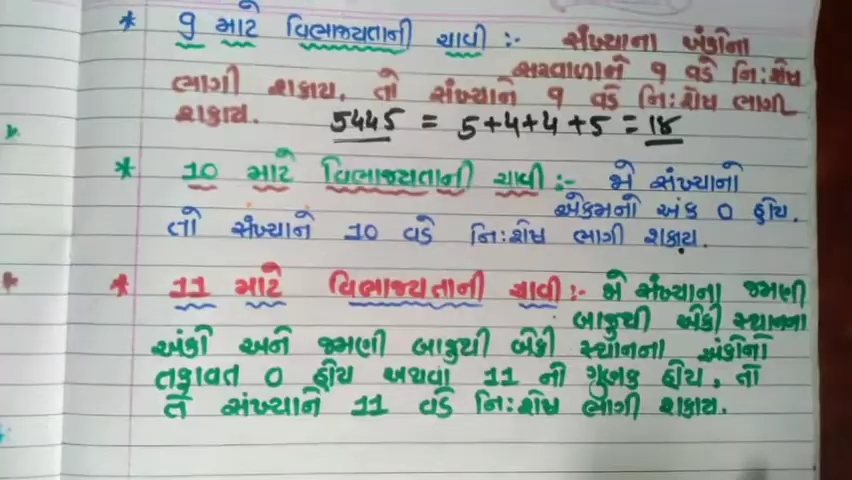 * 9 માટે વિભાજ્યતાની ચાવી :- સંખ્યાના અંકોના
સરવાળાને 9 વડે નિ:શેષ
ભાગી શકાય, તો સંખ્યાને 9 વડે નિ:શેષ ભાગી
શકાય. 5445 = 5+4+4+5 = 18
* 10 માટે વિભાજ્યતાની ચાવી :- જે સંખ્યાનો
એકમનો અંક 0 હોય.
તો સંખ્યાને 10 વડે નિ:શેષ ભાગી શકાય.
* 11 માટે વિભાજ્યતાની ચાવી :- જે સંખ્યાના જમણી
બાજુથી એકી સ્થાનના
અંકો અને જમણી બાજુથી બેકી સ્થાનના અંકોનો
તફાવત 0 હોય અથવા 11 નો ગુણક હોય, તો
તે સંખ્યાને 11 વડે નિ:શેષ ભાગી શકાય.